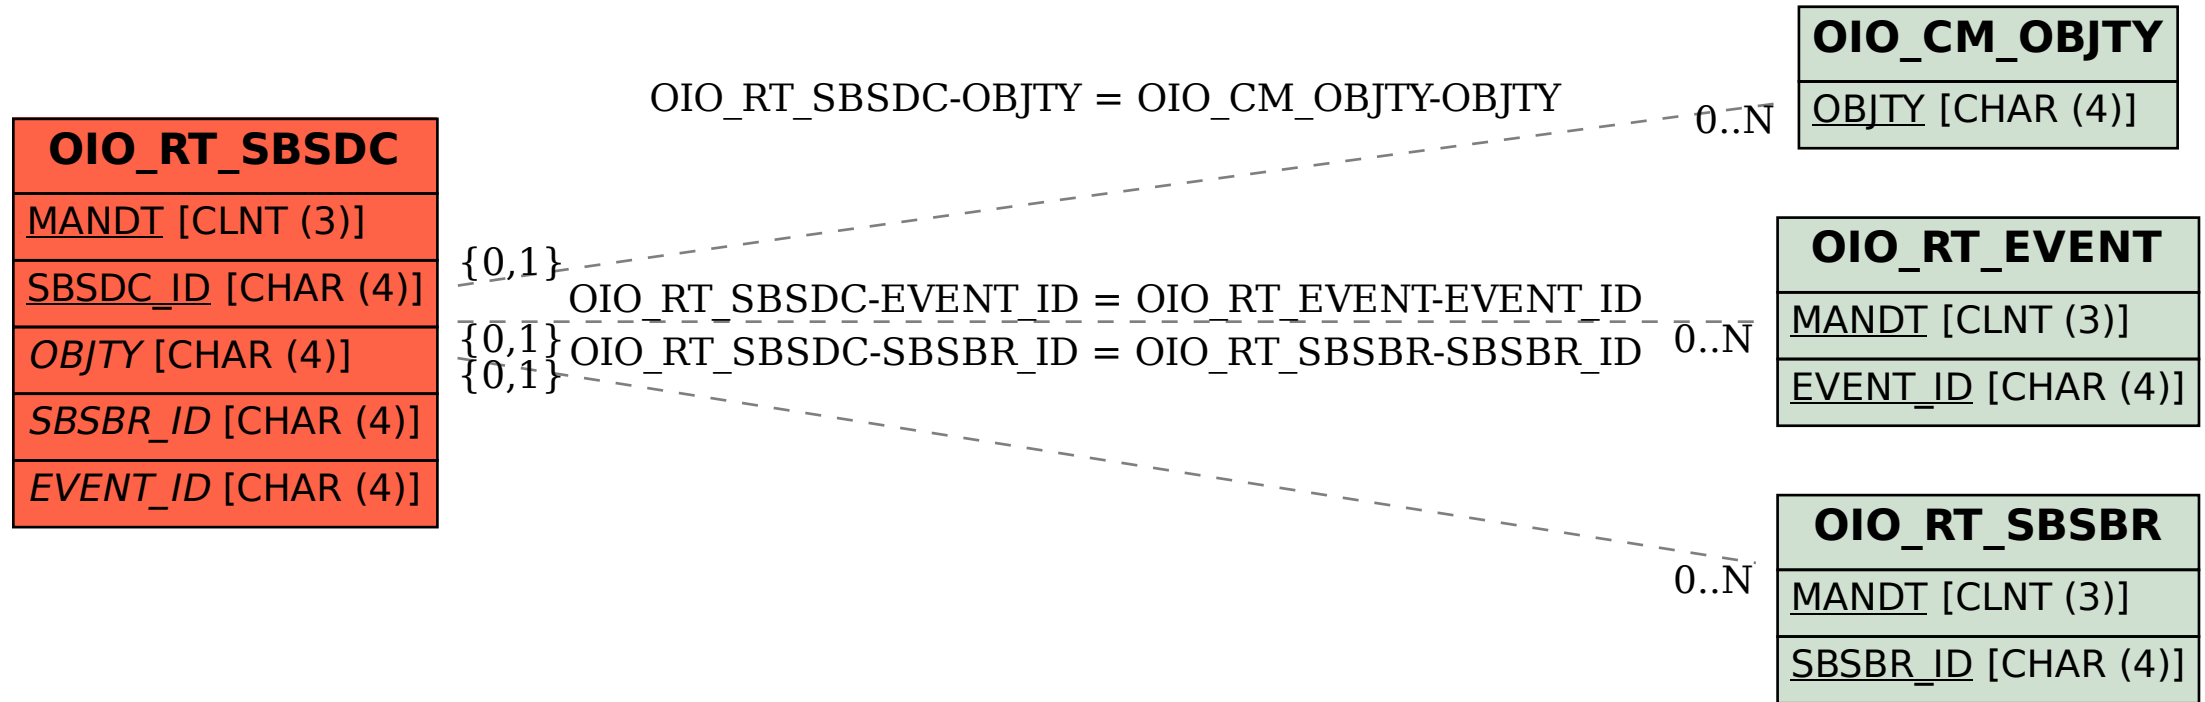 OIO_RT_SBSDC
MANDT [CLNT (3)]
SBSDC_ID [CHAR (4)]
OBJTY [CHAR (4)]
SBSBR_ID [CHAR (4)]
EVENT_ID [CHAR (4)]
OIO_RT_SBSDC-OBJTY = OIO_CM_OBJTY-OBJTY
0..N
{0,1}
OIO_RT_SBSDC-EVENT_ID = OIO_RT_EVENT-EVENT_ID
{0,1}
0..N
OIO_RT_SBSDC-SBSBR_ID = OIO_RT_SBSBR-SBSBR_ID
{0,1}
0..N
OIO_CM_OBJTY
OBJTY [CHAR (4)]
OIO_RT_EVENT
MANDT [CLNT (3)]
EVENT_ID [CHAR (4)]
OIO_RT_SBSBR
MANDT [CLNT (3)]
SBSBR_ID [CHAR (4)]